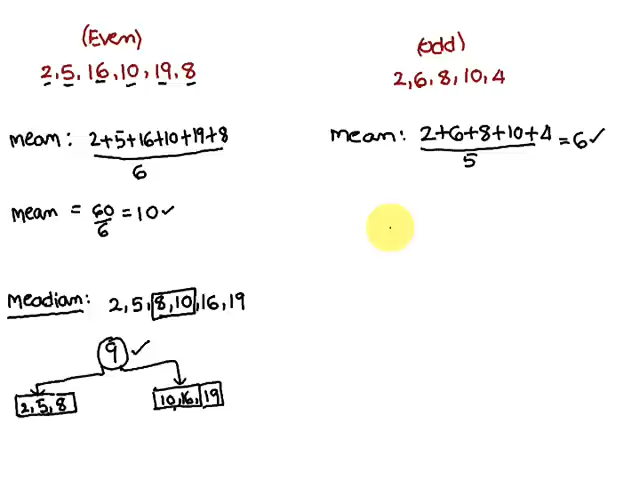 (Even)
2,5,16,10,19,8
mean: 2+5+16+10+19+8
6
mean = 60/6 = 10✓
meadian: 2,5,8,10,16,19
9 ✓
2,5,8
10,16,19
(odd)
2,6,8,10,4
mean: 2+6+8+10+4 = 6✓
5